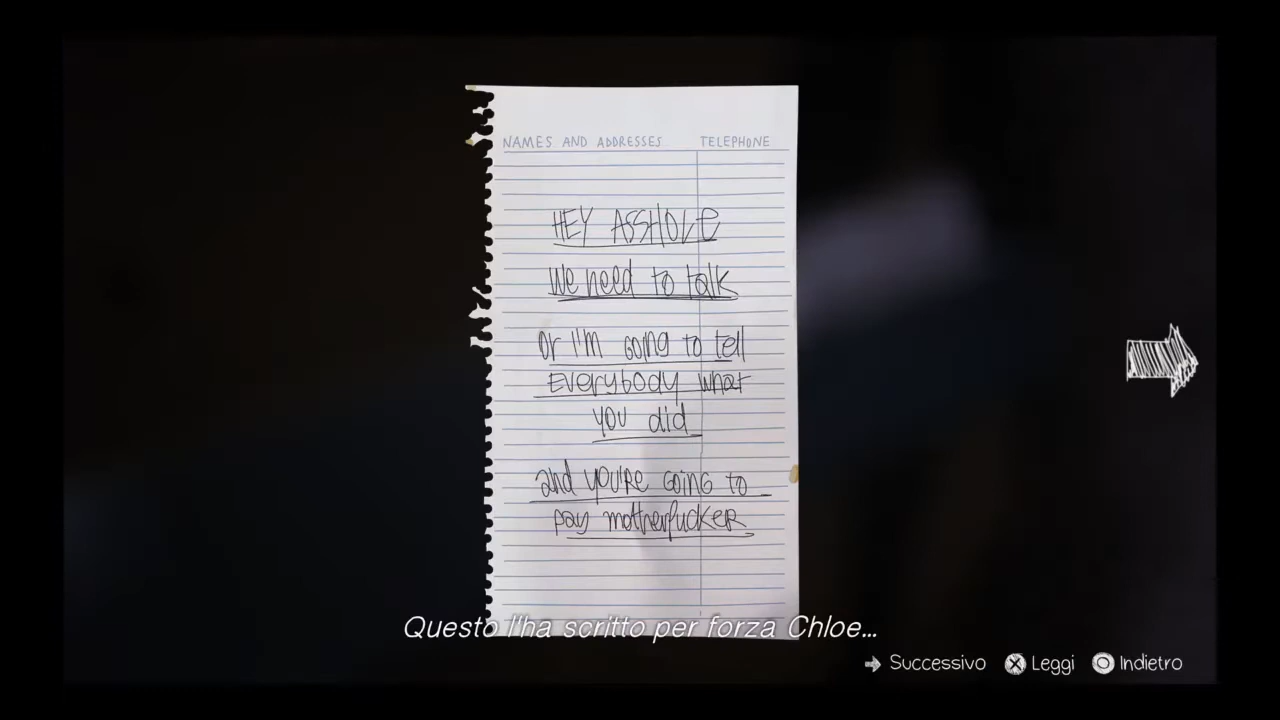 NAMES AND ADDRESSES TELEPHONE
HEY ASSHOLE
We need to talk
Or I'm going to tell
Everybody what
you did
and you're going to
pay motherfucker
Questo l'ha scritto per forza Chloe...
Successivo Leggi Indietro